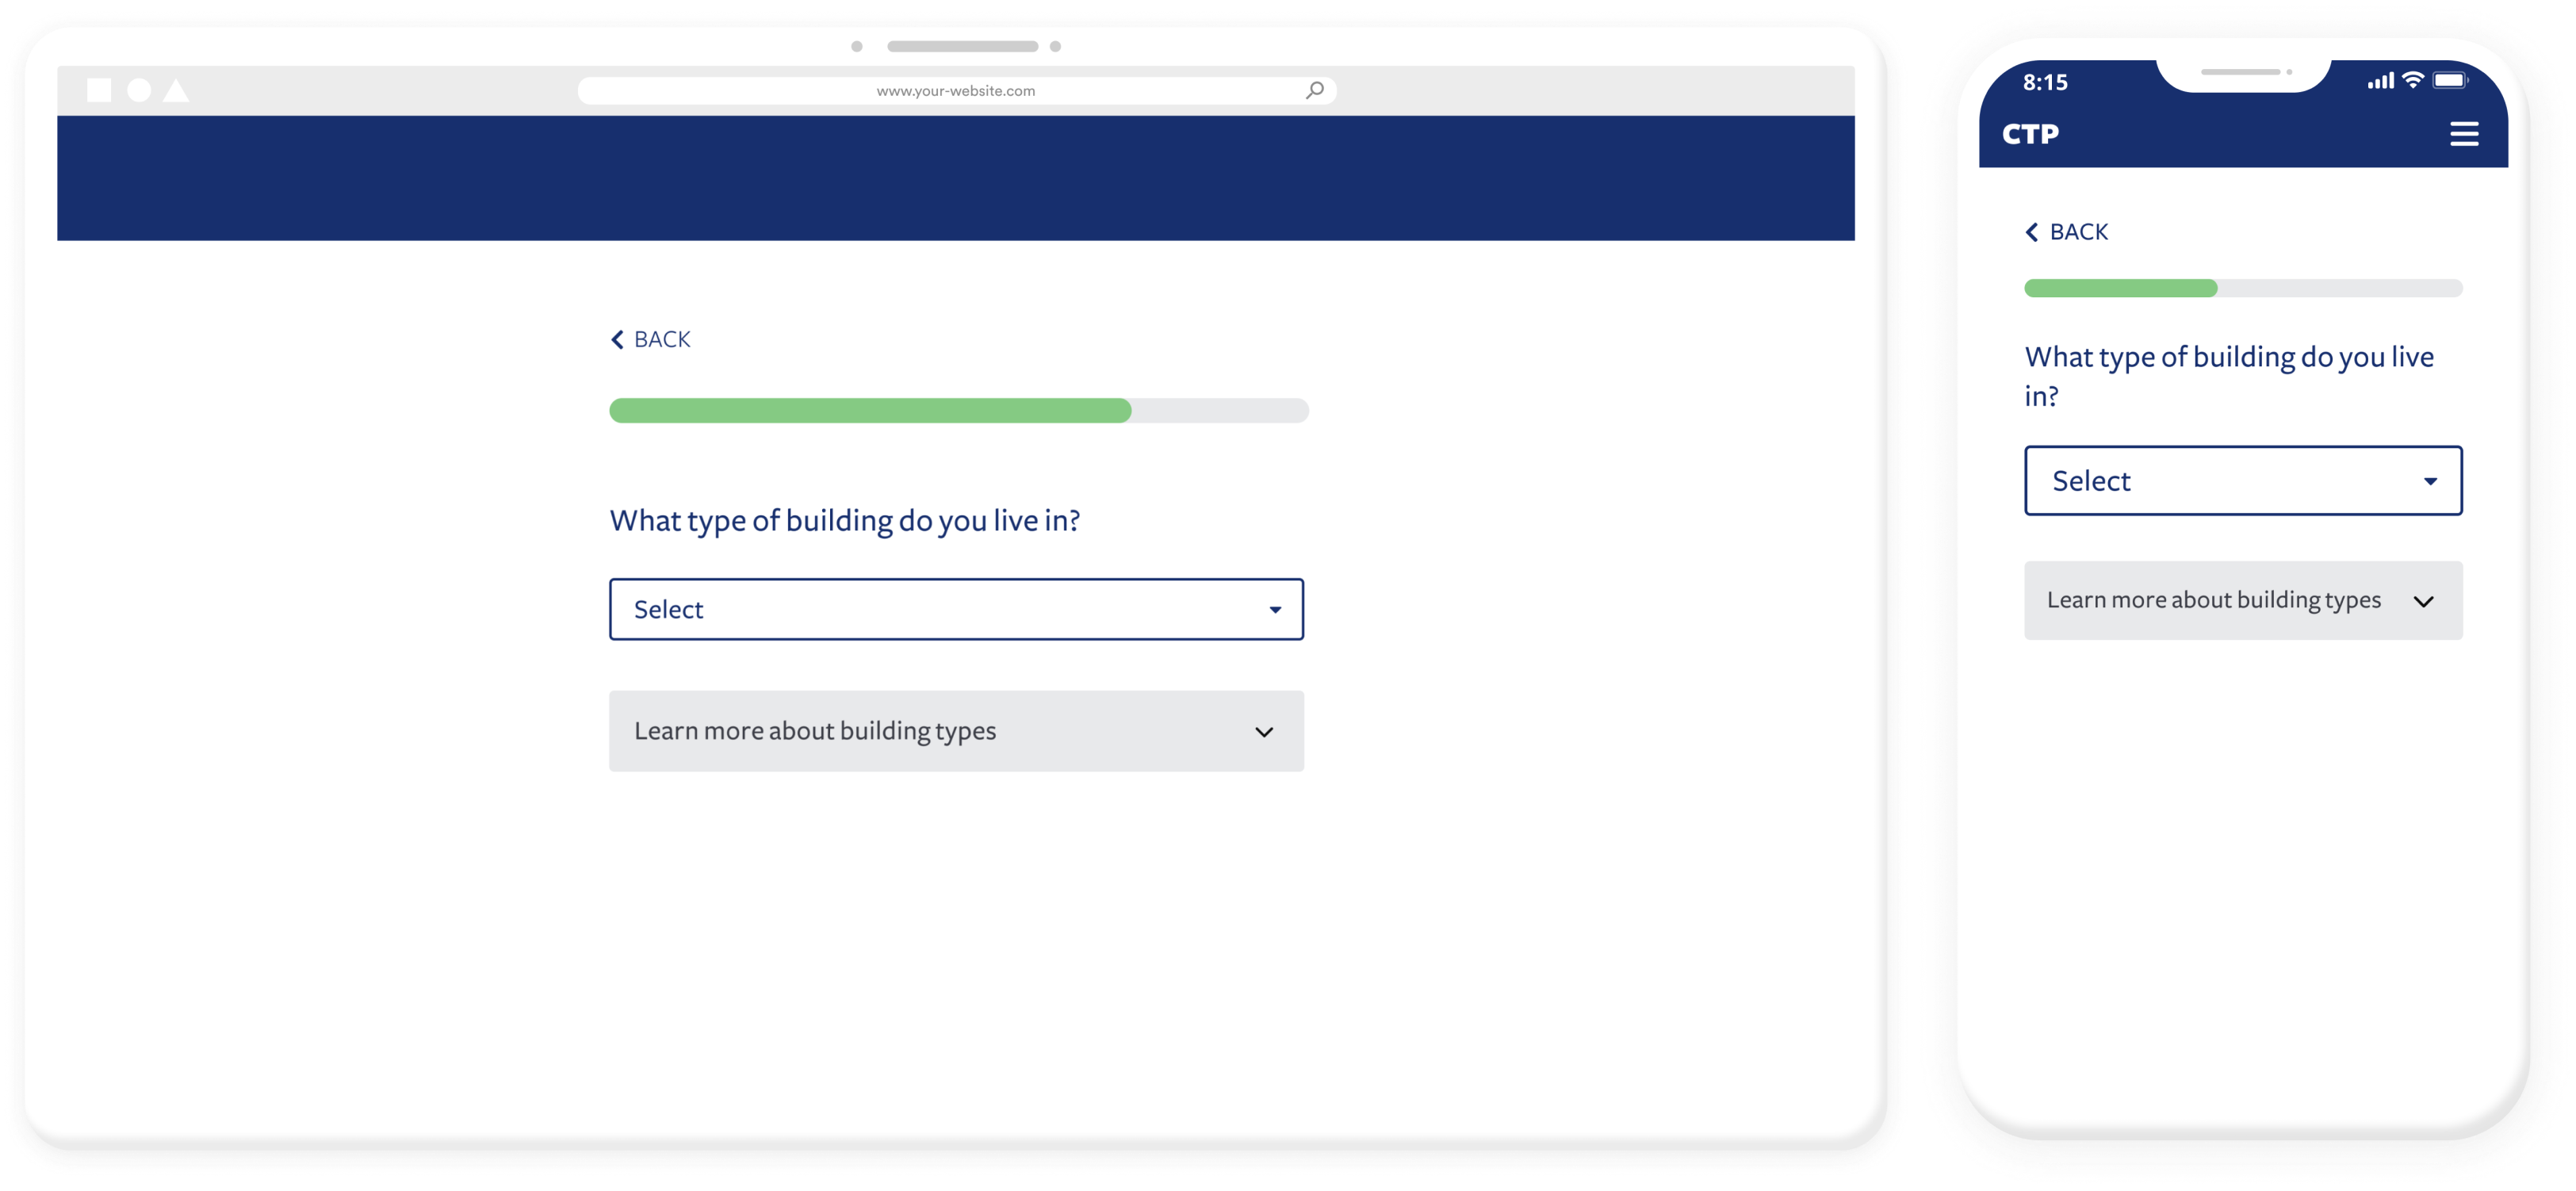 www.your-website.com
BACK
What type of building do you live in?
Select
Learn more about building types
8:15
CTP
BACK
What type of building do you live
in?
Select
Learn more about building types